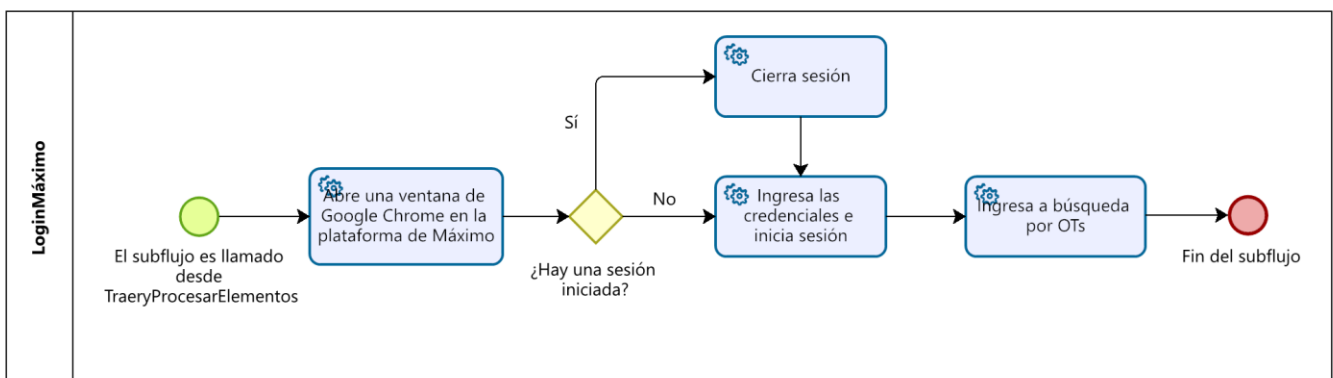 LoginMáximo
El subflujo es llamado
desde
TraeryProcesarElementos
Abre una ventana de
Google Chrome en la
plataforma de Máximo
¿Hay una sesión
iniciada?
Sí
No
Cierra sesión
Ingresa las
credenciales e
inicia sesión
Ingresa a búsqueda
por OTs
Fin del subflujo